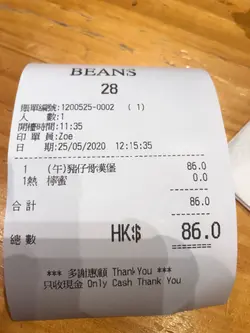 BEANS
28
賬單編號:1200525-0002 (1)
人 數:1
開檯時間:11:35
印單員:Zoe
日 期:25/05/2020 12:15:35
1 (午)豬仔骨漢堡 86.0
1熱 檸蜜 0.0
合計 86.0
總數 HK$ 86.0
*** 多謝惠顧 ThankYou ***
只收現金 Only Cash Thank You